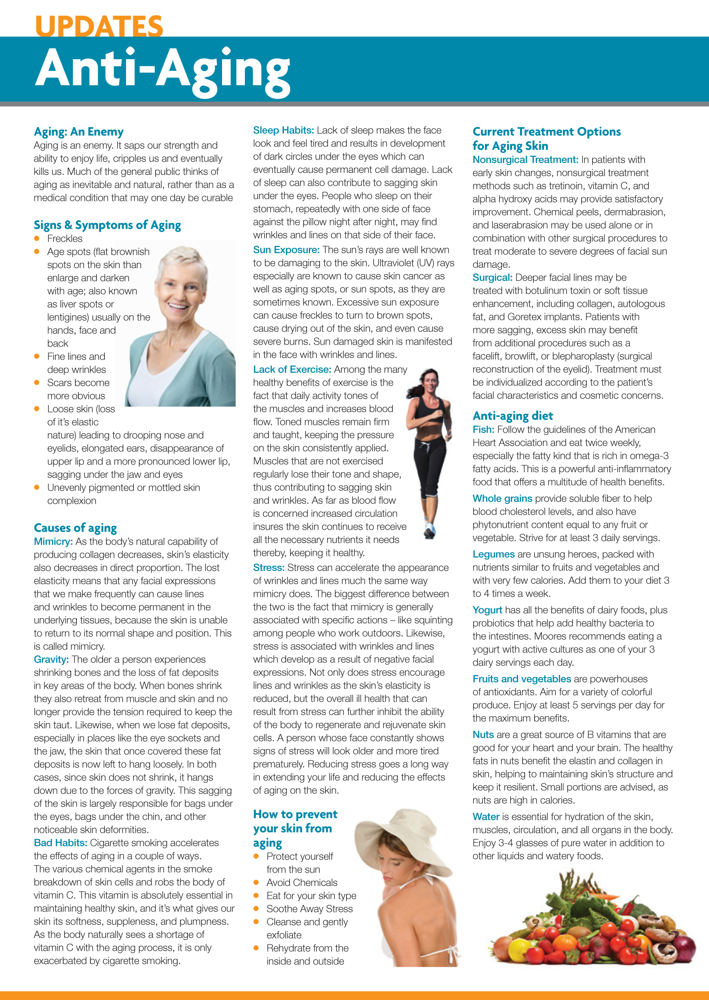 UPDATES
Anti-Aging
Aging: An Enemy
Aging is an enemy. It saps our strength and
ability to enjoy life, cripples us and eventually
kills us. Much of the general public thinks of
aging as inevitable and natural, rather than as a
medical condition that may one day be curable
Signs & Symptoms of Aging
● Freckles
● Age spots (flat brownish
spots on the skin than
enlarge and darken
with age; also known
as liver spots or
lentigines) usually on the
hands, face and
back
● Fine lines and
deep wrinkles
● Scars become
more obvious
● Loose skin (loss
of it's elastic
nature) leading to drooping nose and
eyelids, elongated ears, disappearance of
upper lip and a more pronounced lower lip,
sagging under the jaw and eyes
● Unevenly pigmented or mottled skin
complexion
Causes of aging
Mimicry: As the body's natural capability of
producing collagen decreases, skin's elasticity
also decreases in direct proportion. The lost
elasticity means that any facial expressions
that we make frequently can cause lines
and wrinkles to become permanent in the
underlying tissues, because the skin is unable
to return to its normal shape and position. This
is called mimicry.
Gravity: The older a person experiences
shrinking bones and the loss of fat deposits
in key areas of the body. When bones shrink
they also retreat from muscle and skin and no
longer provide the tension required to keep the
skin taut. Likewise, when we lose fat deposits,
especially in places like the eye sockets and
the jaw, the skin that once covered these fat
deposits is now left to hang loosely. In both
cases, since skin does not shrink, it hangs
down due to the forces of gravity. This sagging
of the skin is largely responsible for bags under
the eyes, bags under the chin, and other
noticeable skin deformities.
Bad Habits: Cigarette smoking accelerates
the effects of aging in a couple of ways.
The various chemical agents in the smoke
breakdown of skin cells and robs the body of
vitamin C. This vitamin is absolutely essential in
maintaining healthy skin, and it's what gives our
skin its softness, suppleness, and plumpness.
As the body naturally sees a shortage of
vitamin C with the aging process, it is only
exacerbated by cigarette smoking.
Sleep Habits: Lack of sleep makes the face
look and feel tired and results in development
of dark circles under the eyes which can
eventually cause permanent cell damage. Lack
of sleep can also contribute to sagging skin
under the eyes. People who sleep on their
stomach, repeatedly with one side of face
against the pillow night after night, may find
wrinkles and lines on that side of their face.
Sun Exposure: The sun's rays are well known
to be damaging to the skin. Ultraviolet (UV) rays
especially are known to cause skin cancer as
well as aging spots, or sun spots, as they are
sometimes known. Excessive sun exposure
can cause freckles to turn to brown spots,
cause drying out of the skin, and even cause
severe burns. Sun damaged skin is manifested
in the face with wrinkles and lines.
Lack of Exercise: Among the many
healthy benefits of exercise is the
fact that daily activity tones of
the muscles and increases blood
flow. Toned muscles remain firm
and taught, keeping the pressure
on the skin consistently applied.
Muscles that are not exercised
regularly lose their tone and shape,
thus contributing to sagging skin
and wrinkles. As far as blood flow
is concerned increased circulation
insures the skin continues to receive
all the necessary nutrients it needs
thereby, keeping it healthy.
Stress: Stress can accelerate the appearance
of wrinkles and lines much the same way
mimicry does. The biggest difference between
the two is the fact that mimicry is generally
associated with specific actions – like squinting
among people who work outdoors. Likewise,
stress is associated with wrinkles and lines
which develop as a result of negative facial
expressions. Not only does stress encourage
lines and wrinkles as the skin's elasticity is
reduced, but the overall ill health that can
result from stress can further inhibit the ability
of the body to regenerate and rejuvenate skin
cells. A person whose face constantly shows
signs of stress will look older and more tired
prematurely. Reducing stress goes a long way
in extending your life and reducing the effects
of aging on the skin.
How to prevent
your skin from
aging
● Protect yourself
from the sun
● Avoid Chemicals
● Eat for your skin type
● Soothe Away Stress
● Cleanse and gently
exfoliate
● Rehydrate from the
inside and outside
Current Treatment Options
for Aging Skin
Nonsurgical Treatment: In patients with
early skin changes, nonsurgical treatment
methods such as tretinoin, vitamin C, and
alpha hydroxy acids may provide satisfactory
improvement. Chemical peels, dermabrasion,
and laserabrasion may be used alone or in
combination with other surgical procedures to
treat moderate to severe degrees of facial sun
damage.
Surgical: Deeper facial lines may be
treated with botulinum toxin or soft tissue
enhancement, including collagen, autologous
fat, and Goretex implants. Patients with
more sagging, excess skin may benefit
from additional procedures such as a
facelift, browlift, or blepharoplasty (surgical
reconstruction of the eyelid). Treatment must
be individualized according to the patient's
facial characteristics and cosmetic concerns.
Anti-aging diet
Fish: Follow the guidelines of the American
Heart Association and eat twice weekly,
especially the fatty kind that is rich in omega-3
fatty acids. This is a powerful anti-inflammatory
food that offers a multitude of health benefits.
Whole grains provide soluble fiber to help
blood cholesterol levels, and also have
phytonutrient content equal to any fruit or
vegetable. Strive for at least 3 daily servings.
Legumes are unsung heroes, packed with
nutrients similar to fruits and vegetables and
with very few calories. Add them to your diet 3
to 4 times a week.
Yogurt has all the benefits of dairy foods, plus
probiotics that help add healthy bacteria to
the intestines. Moores recommends eating a
yogurt with active cultures as one of your 3
dairy servings each day.
Fruits and vegetables are powerhouses
of antioxidants. Aim for a variety of colorful
produce. Enjoy at least 5 servings per day for
the maximum benefits.
Nuts are a great source of B vitamins that are
good for your heart and your brain. The healthy
fats in nuts benefit the elastin and collagen in
skin, helping to maintaining skin's structure and
keep it resilient. Small portions are advised, as
nuts are high in calories.
Water is essential for hydration of the skin,
muscles, circulation, and all organs in the body.
Enjoy 3-4 glasses of pure water in addition to
other liquids and watery foods.